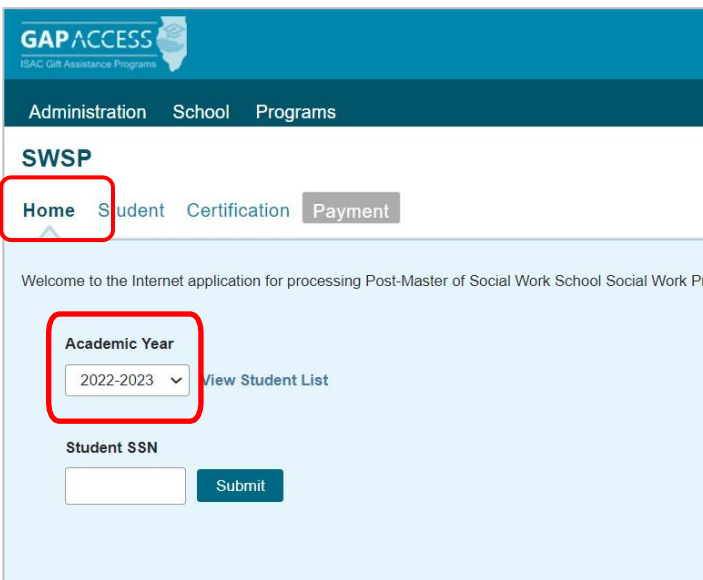 GAP ACCESS
ISAC Gift Assistance Programs
Administration School Programs
SWSP
Home Student Certification Payment
Welcome to the Internet application for processing Post-Master of Social Work School Social Work
Academic Year
2022-2023 View Student List
Student SSN
Submit